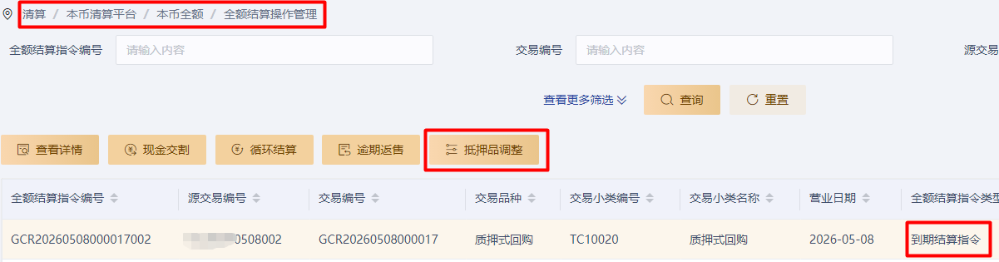 清算 / 本币清算平台 / 本币全额 / 全额结算操作管理
全额结算指令编号 请输入内容 交易编号 请输入内容 源交易
查看更多筛选 查询 重置
查看详情 现金交割 循环结算 逾期返售 抵押品调整
全额结算指令编号 源交易编号 交易编号 交易品种 交易小类编号 交易小类名称 营业日期 全额结算指令类型
GCR20260508000017002 0508002 GCR20260508000017 质押式回购 TC10020 质押式回购 2026-05-08 到期结算指令